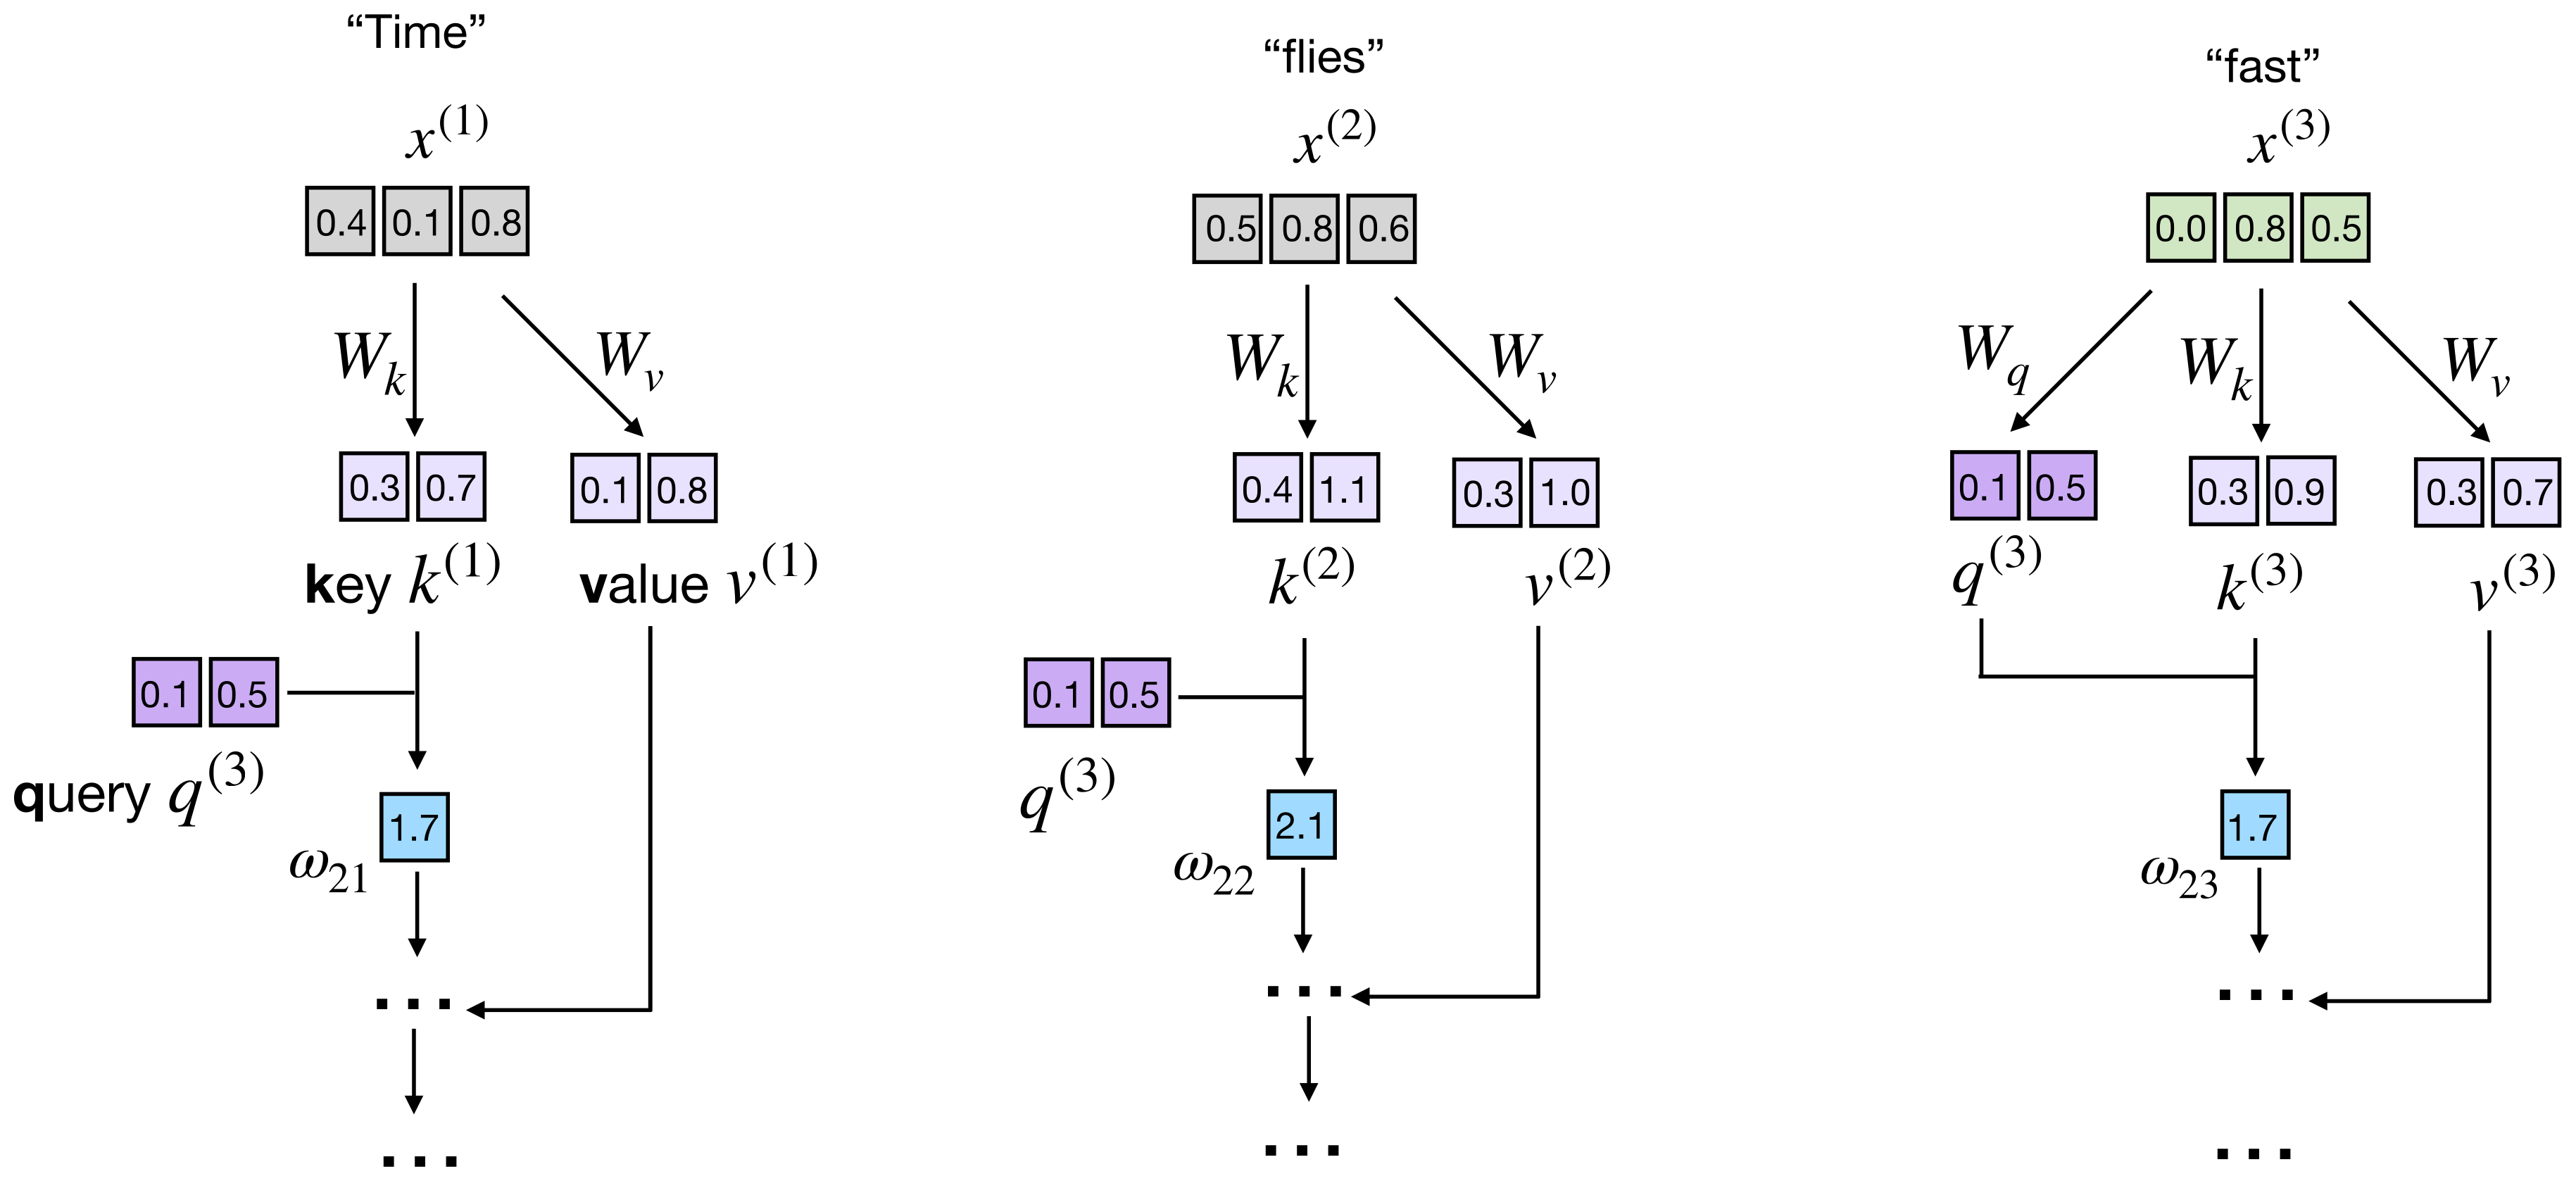 “Time”
x(1)
0.4 0.1 0.8
Wk
Wv
0.3 0.7
0.1 0.8
key k(1)
value v(1)
0.1 0.5
query q(3)
1.7
ω21
...
...
“flies”
x(2)
0.5 0.8 0.6
Wk
Wv
0.4 1.1
0.3 1.0
k(2)
v(2)
0.1 0.5
q(3)
2.1
ω22
...
...
“fast”
x(3)
0.0 0.8 0.5
Wq
Wk
Wv
0.1 0.5
0.3 0.9
0.3 0.7
q(3)
k(3)
v(3)
1.7
ω23
...
...